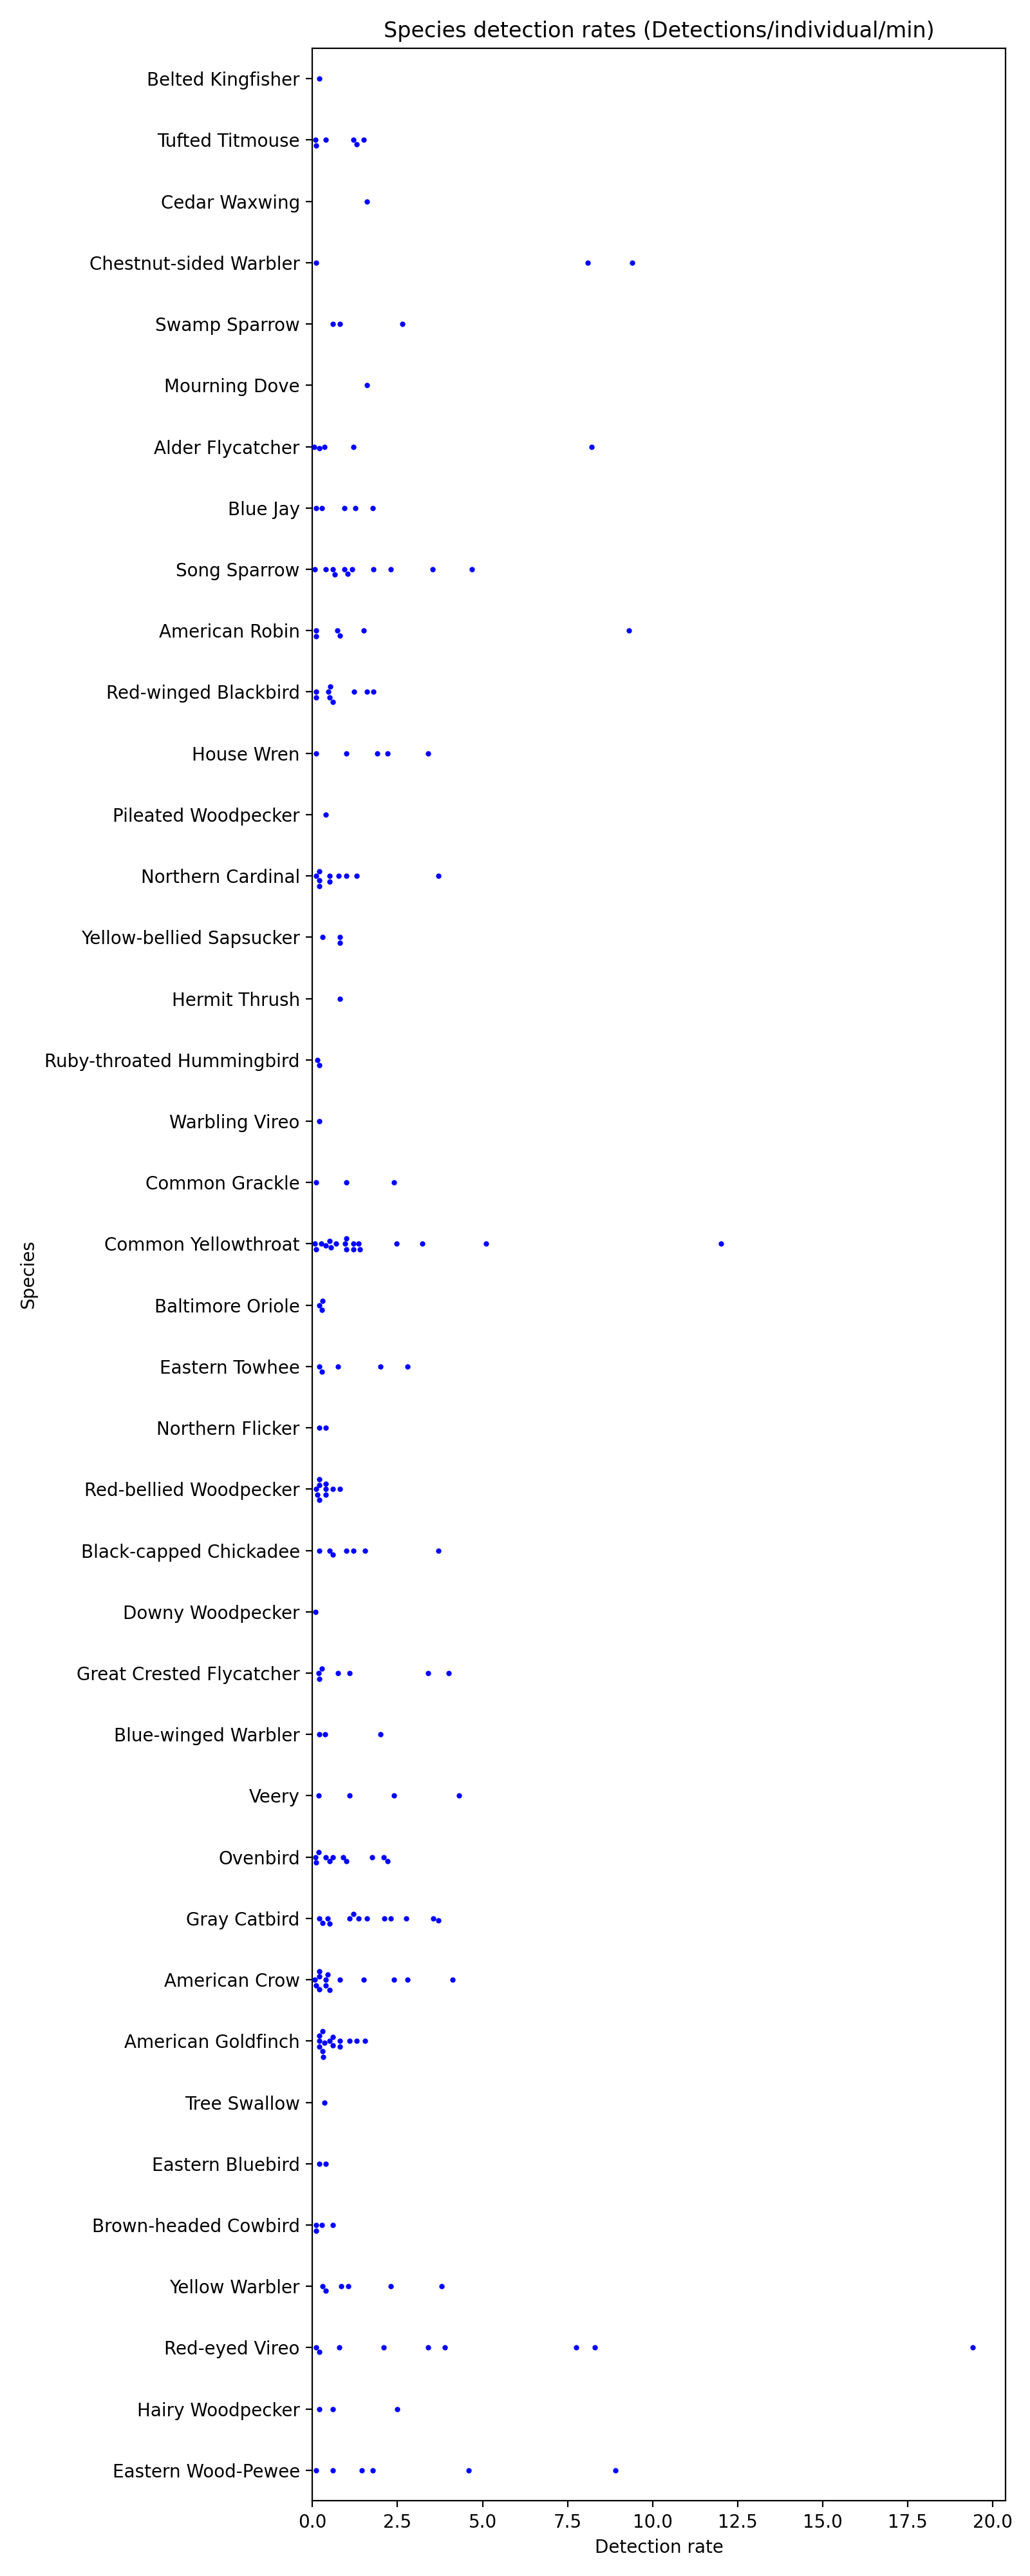 Species detection rates (Detections/individual/min)
Belted Kingfisher
Tufted Titmouse
Cedar Waxwing
Chestnut-sided Warbler
Swamp Sparrow
Mourning Dove
Alder Flycatcher
Blue Jay
Song Sparrow
American Robin
Red-winged Blackbird
House Wren
Pileated Woodpecker
Northern Cardinal
Yellow-bellied Sapsucker
Hermit Thrush
Ruby-throated Hummingbird
Warbling Vireo
Common Grackle
Common Yellowthroat
Species
Baltimore Oriole
Eastern Towhee
Northern Flicker
Red-bellied Woodpecker
Black-capped Chickadee
Downy Woodpecker
Great Crested Flycatcher
Blue-winged Warbler
Veery
Ovenbird
Gray Catbird
American Crow
American Goldfinch
Tree Swallow
Eastern Bluebird
Brown-headed Cowbird
Yellow Warbler
Red-eyed Vireo
Hairy Woodpecker
Eastern Wood-Pewee
0.0 2.5 5.0 7.5 10.0 12.5 15.0 17.5 20.0
Detection rate